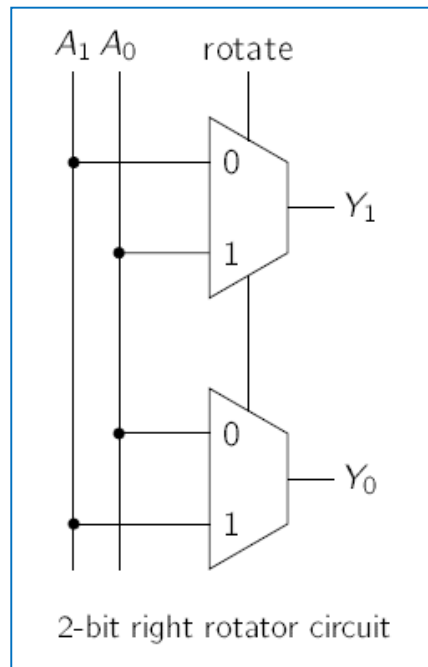 A₁ A₀ rotate
0
Y₁
1
0
Y₀
1
2-bit right rotator circuit